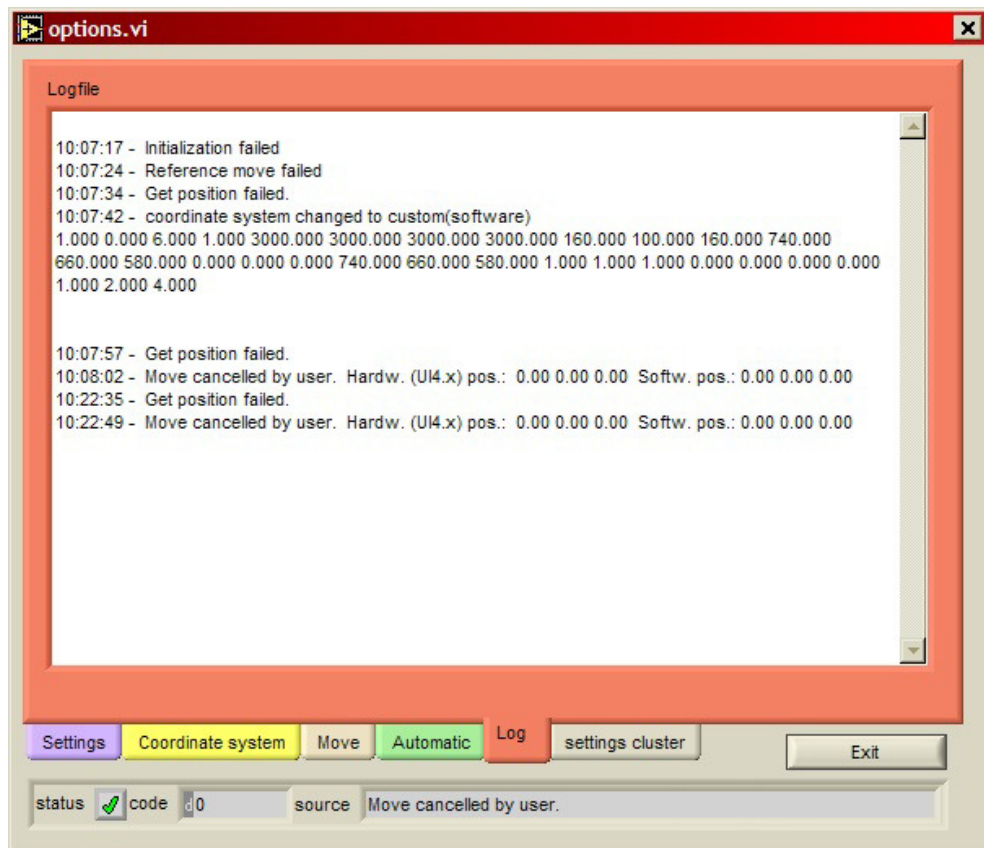 options.vi
Logfile
10:07:17 - Initialization failed
10:07:24 - Reference move failed
10:07:34 - Get position failed.
10:07:42 - coordinate system changed to custom(software)
1.000 0.000 6.000 1.000 3000.000 3000.000 3000.000 3000.000 160.000 100.000 160.000 740.000
660.000 580.000 0.000 0.000 0.000 740.000 660.000 580.000 1.000 1.000 1.000 0.000 0.000 0.000 0.000
1.000 2.000 4.000
10:07:57 - Get position failed.
10:08:02 - Move cancelled by user. Hardw. (UI4.x) pos.: 0.00 0.00 0.00 Softw. pos.: 0.00 0.00 0.00
10:22:35 - Get position failed.
10:22:49 - Move cancelled by user. Hardw. (UI4.x) pos.: 0.00 0.00 0.00 Softw. pos.: 0.00 0.00 0.00
Settings Coordinate system Move Automatic Log settings cluster Exit
status code d0 source Move cancelled by user.